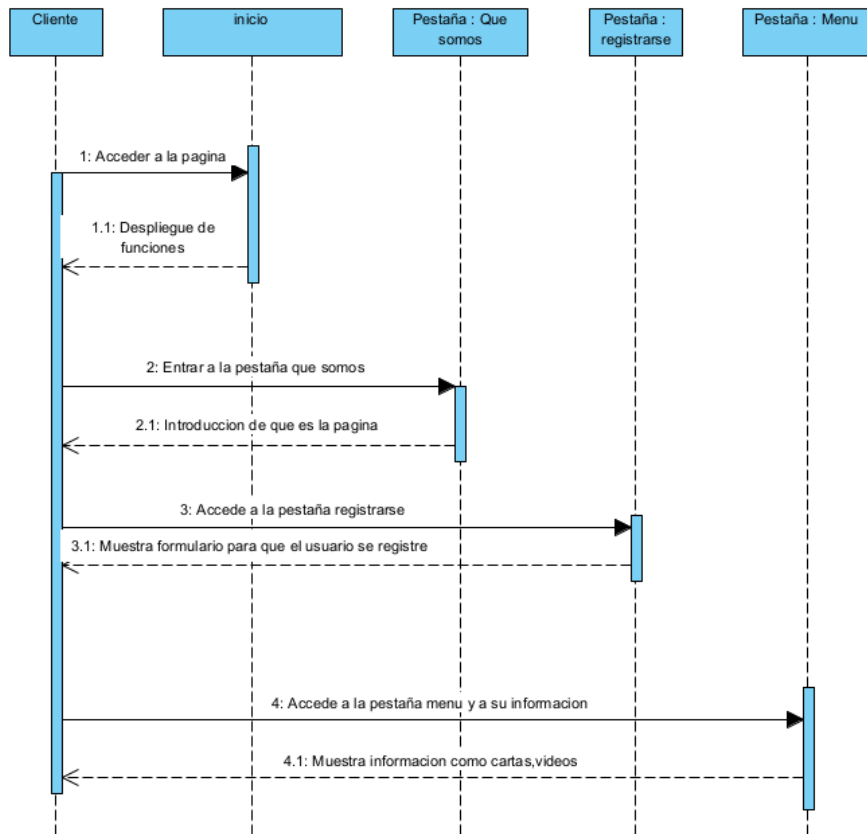 Cliente
inicio
Pestaña : Que
somos
Pestaña :
registrarse
Pestaña : Menu
1: Acceder a la pagina
1.1: Despliegue de
funciones
2: Entrar a la pestaña que somos
2.1: Introduccion de que es la pagina
3: Accede a la pestaña registrarse
3.1: Muestra formulario para que el usuario se registre
4: Accede a la pestaña menu y a su informacion
4.1: Muestra informacion como cartas,videos